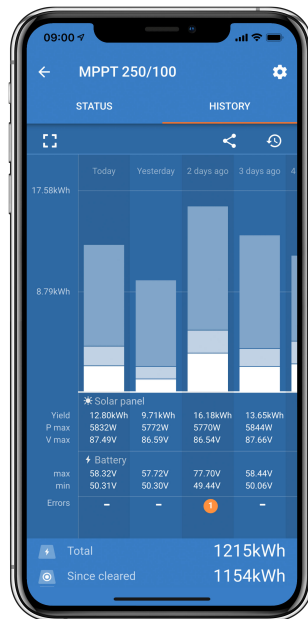 09:00
MPPT 250/100
STATUS HISTORY
Today Yesterday 2 days ago 3 days ago 4
17.58kWh
8.79kWh
Solar panel
Yield 12.80kWh 9.71kWh 16.18kWh 13.65kWh
P max 5832W 5772W 5770W 5844W
V max 87.49V 86.59V 86.54V 87.66V
Battery
max 58.32V 57.72V 77.70V 58.44V
min 50.31V 50.30V 49.44V 50.06V
Errors – – 1 –
Total 1215kWh
Since cleared 1154kWh